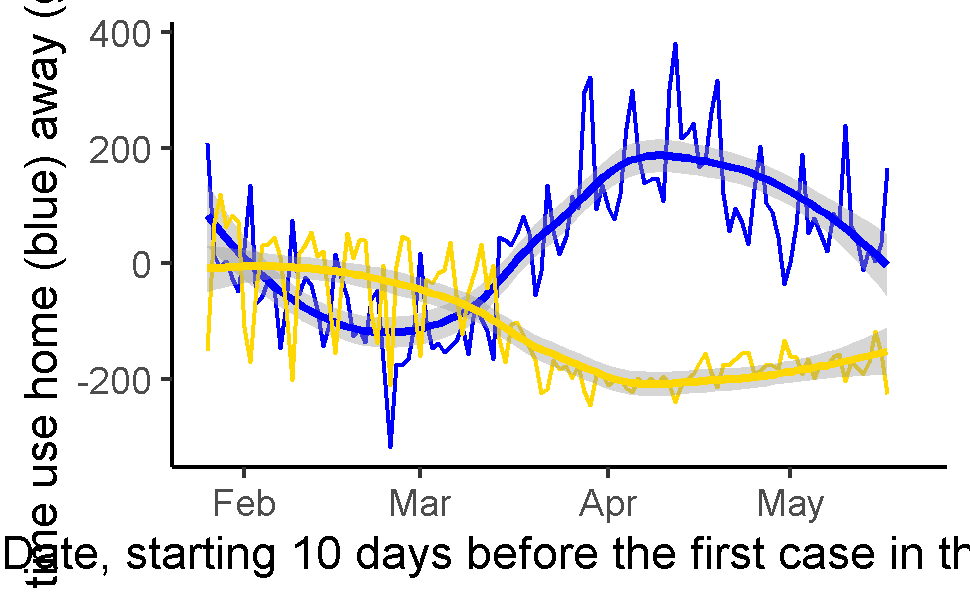 time use home (blue) away (
400
200
0
-200
Feb Mar Apr May
Date, starting 10 days before the first case in th